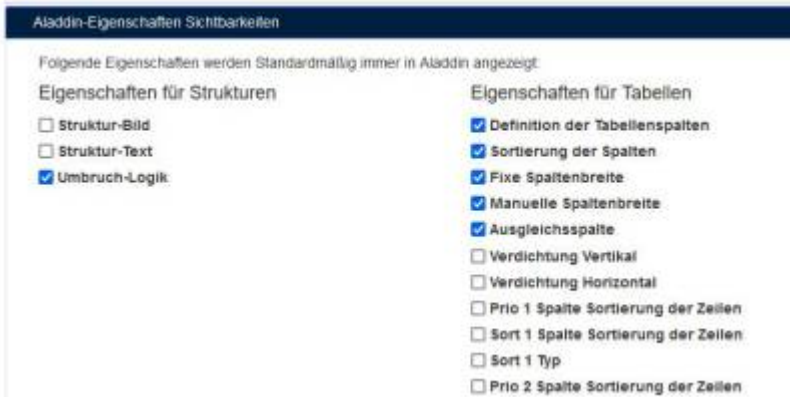 Aladdin-Eigenschaften Sichtbarkeiten
Folgende Eigenschaften werden Standardmäßig immer in Aladdin angezeigt:
Eigenschaften für Strukturen
Struktur-Bild
Struktur-Text
Umbruch-Logik
Eigenschaften für Tabellen
Definition der Tabellenspalten
Sortierung der Spalten
Fixe Spaltenbreite
Manuelle Spaltenbreite
Ausgleichsspalte
Verdichtung Vertikal
Verdichtung Horizontal
Prio 1 Spalte Sortierung der Zeilen
Sort 1 Spalte Sortierung der Zeilen
Sort 1 Typ
Prio 2 Spalte Sortierung der Zeilen